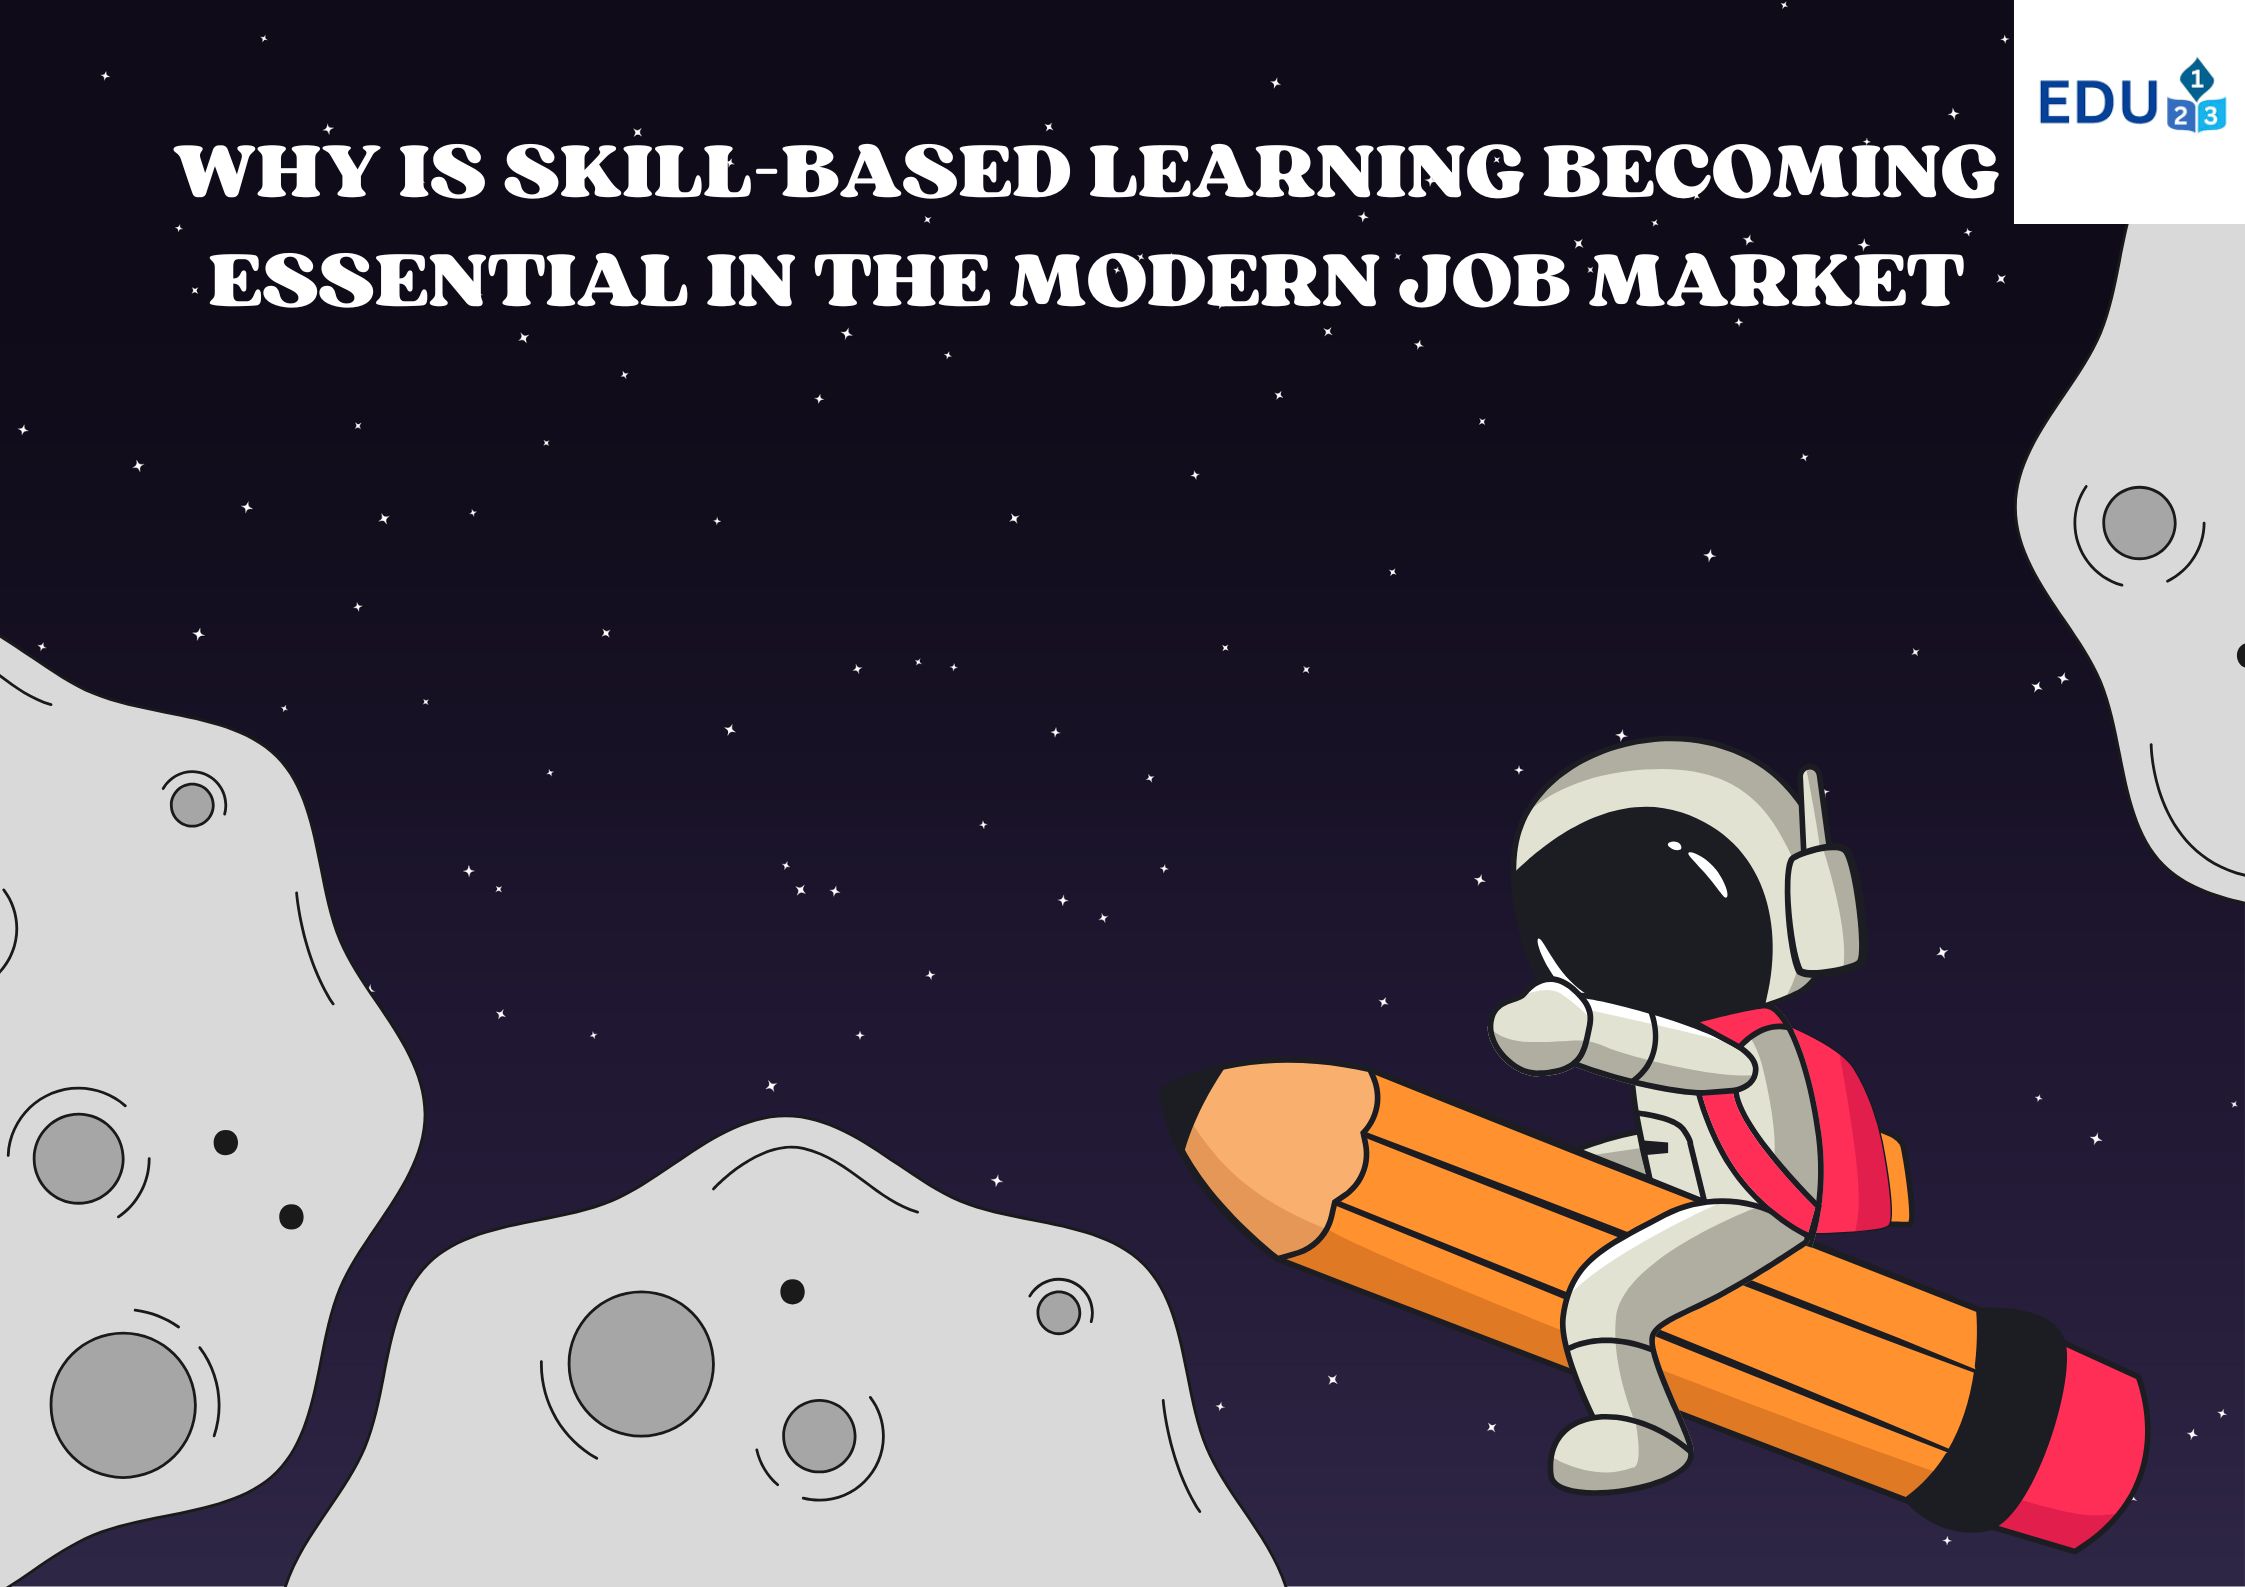 WHY IS SKILL-BASED LEARNING BECOMING
ESSENTIAL IN THE MODERN JOB MARKET
EDU 1 2 3